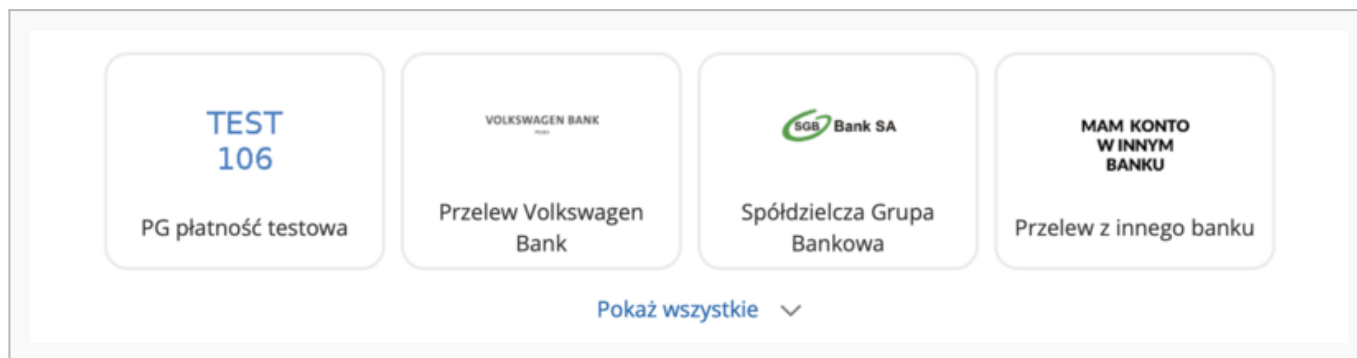 TEST
106
PG płatność testowa
VOLKSWAGEN BANK
Przelew Volkswagen
Bank
SGB Bank SA
Spółdzielcza Grupa
Bankowa
MAM KONTO
W INNYM
BANKU
Przelew z innego banku
Pokaż wszystkie